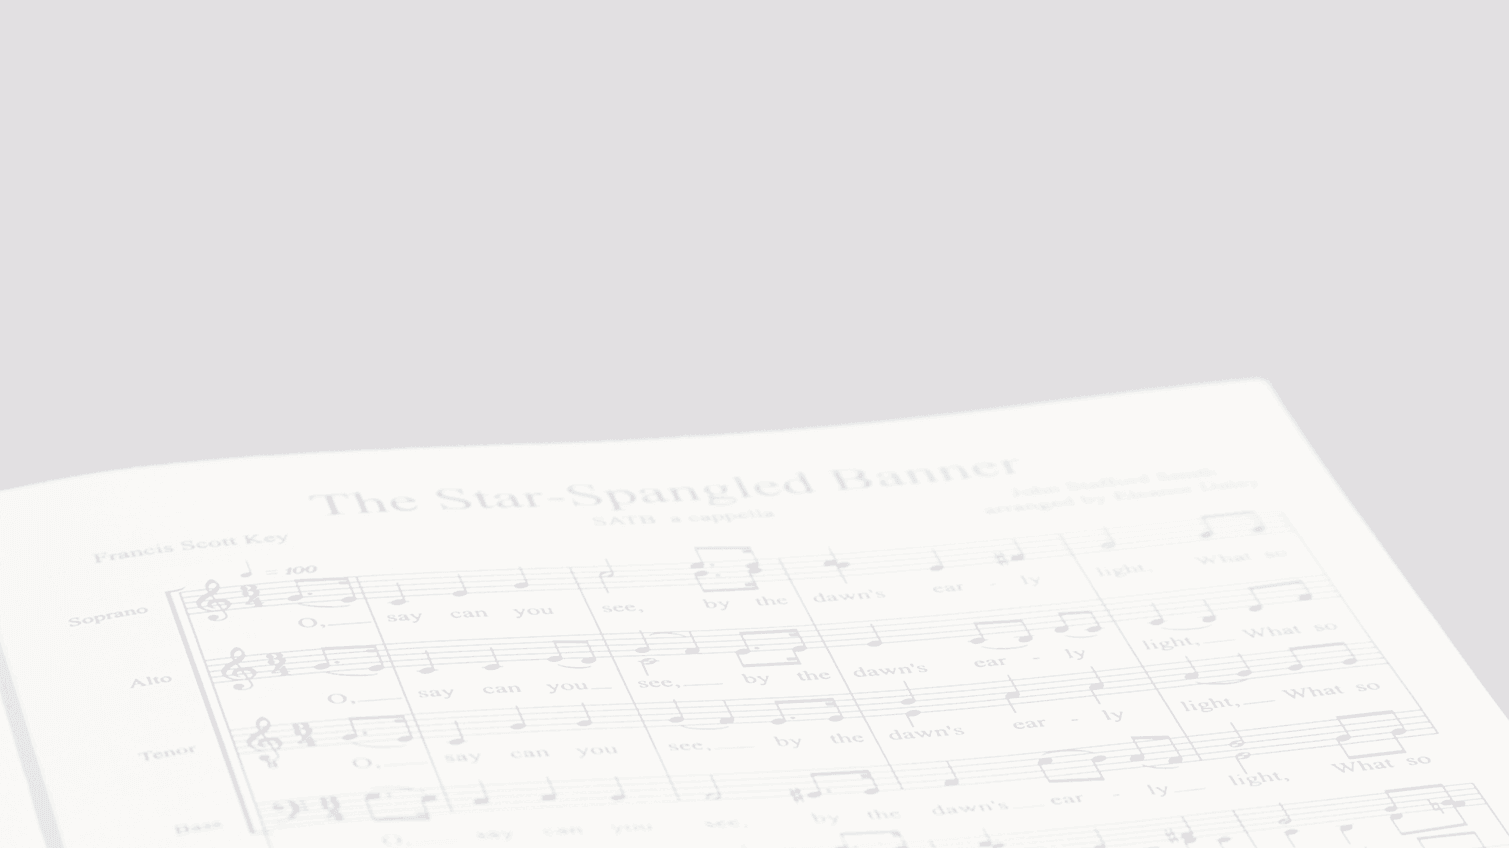 The Star-Spangled Banner
SATB a cappella
Francis Scott Key
John Stafford Smith
arranged by Eleanor
= 100
Soprano
O, say can you see, by the dawn's ear - ly light, What so
Alto
O, say can you see, by the dawn's ear - ly light, What so
Tenor
O, say can you see, by the dawn's ear - ly light, What so
Bass
O, say can you see, by the dawn's ear - ly light, What so